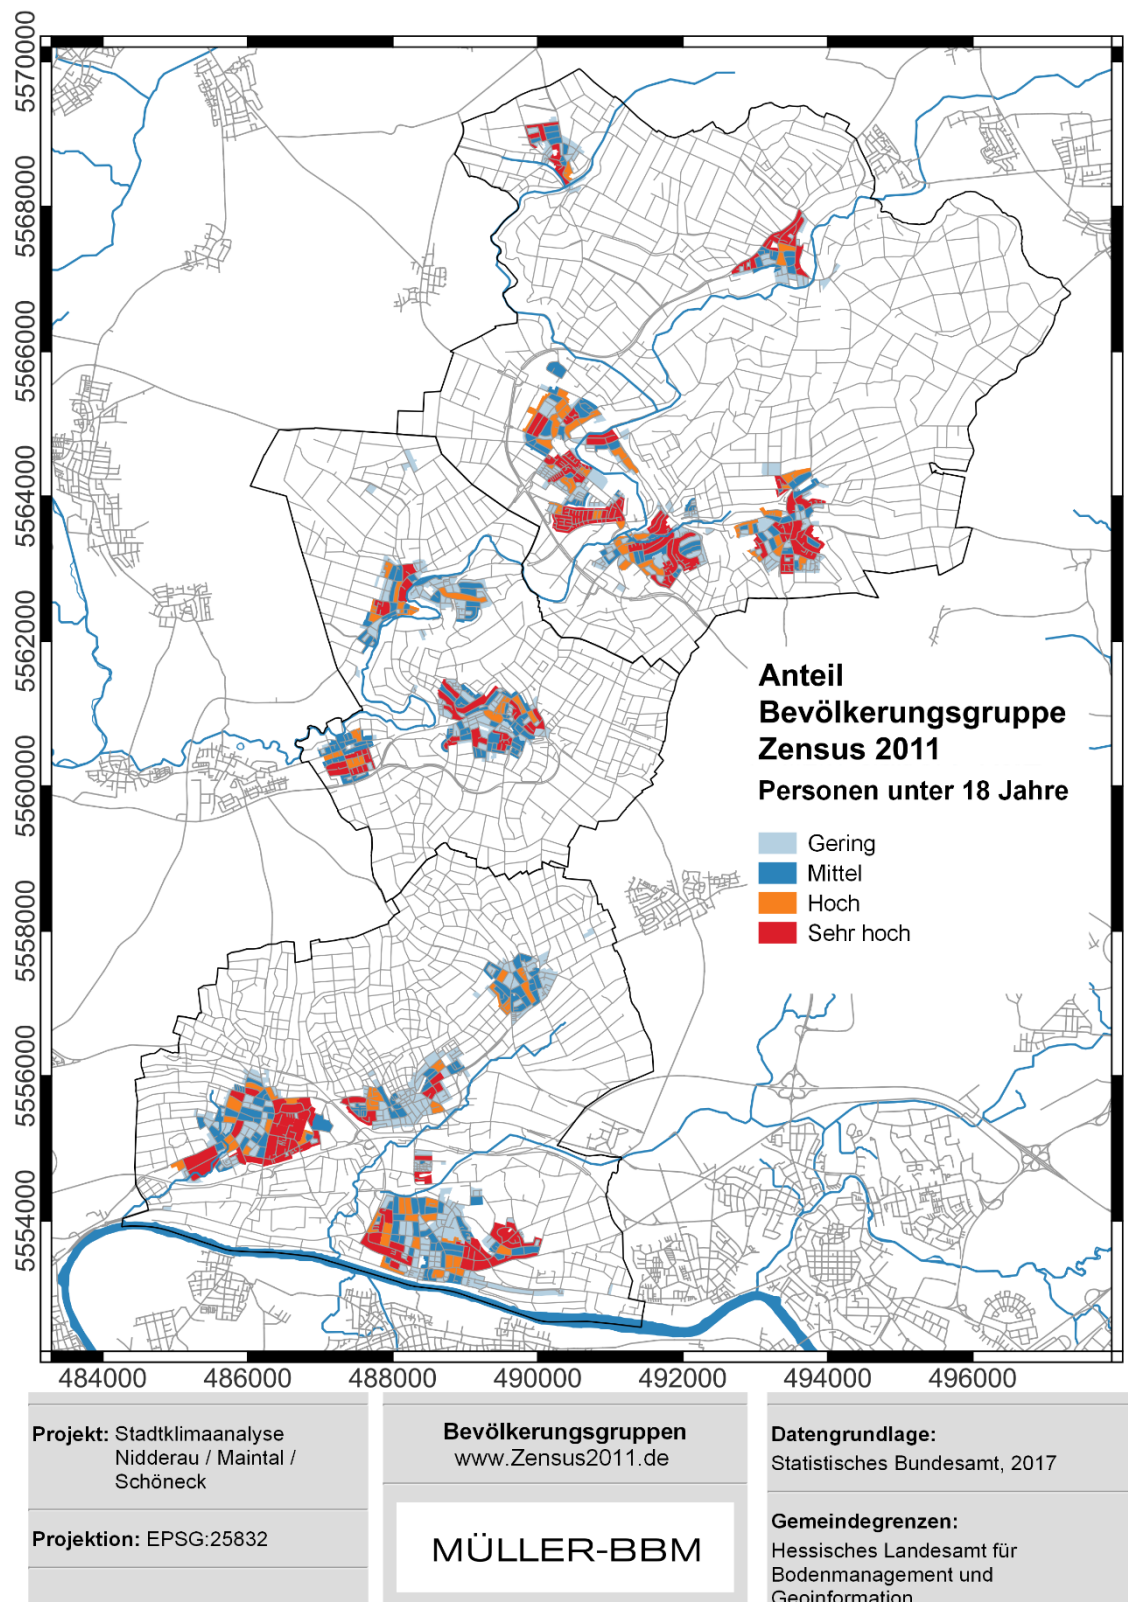 5570000
5568000
5566000
5564000
5562000
5560000
5558000
5556000
5554000
Anteil
Bevölkerungsgruppe
Zensus 2011
Personen unter 18 Jahre
Gering
Mittel
Hoch
Sehr hoch
484000 486000 488000 490000 492000 494000 496000
Projekt: Stadtklimaanalyse
Nidderau / Maintal /
Schöneck
Projektion: EPSG:25832
Bevölkerungsgruppen
www.Zensus2011.de
MÜLLER-BBM
Datengrundlage:
Statistisches Bundesamt, 2017
Gemeindegrenzen:
Hessisches Landesamt für
Bodenmanagement und
Geoinformation